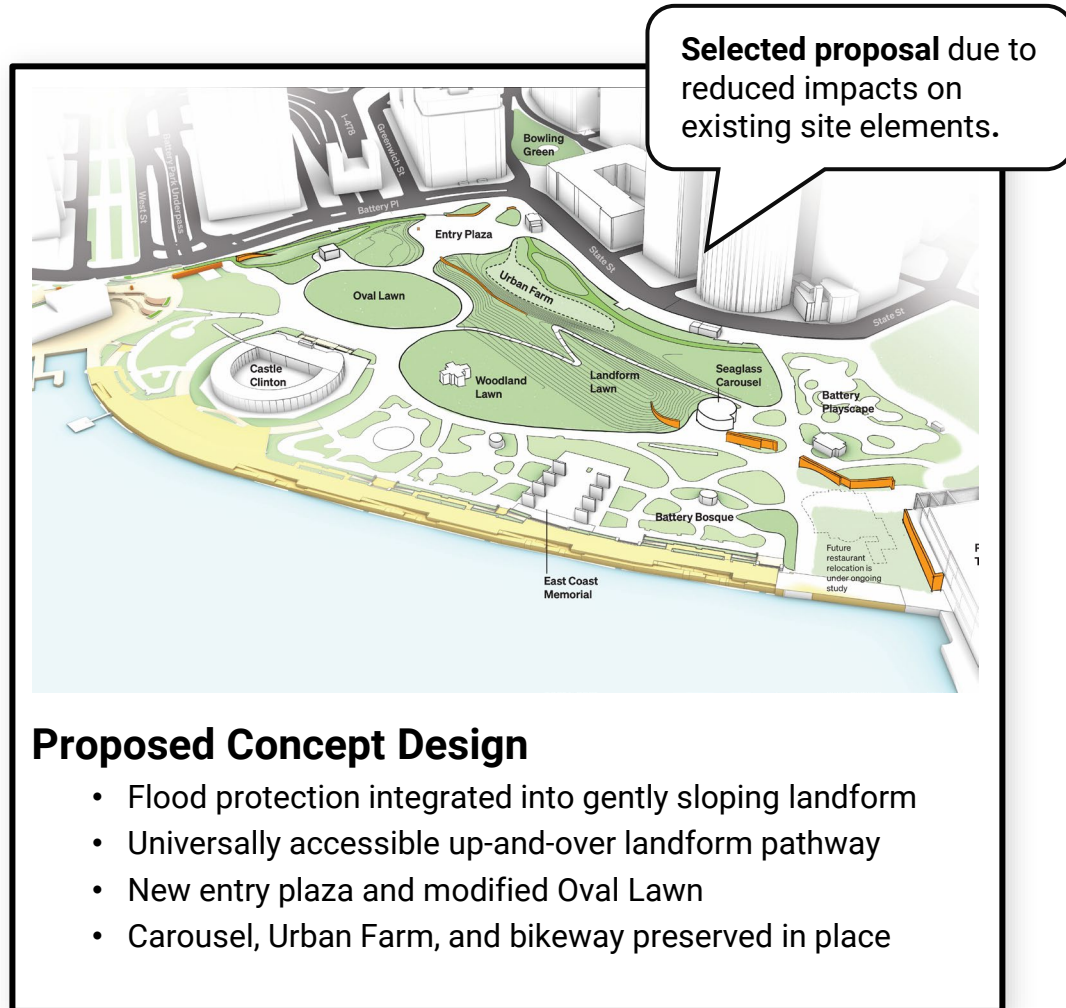 Selected proposal due to
reduced impacts on
existing site elements.
I-478
Greenwich St
Bowling
Green
West St
Battery Park Underpass
Battery Pl
State St
Entry Plaza
Urban Farm
Oval Lawn
State St
Castle
Clinton
Woodland
Lawn
Landform
Lawn
Seaglass
Carousel
Battery
Playscape
Battery Bosque
Future
restaurant
relocation is
under ongoing
study
East Coast
Memorial
Proposed Concept Design
• Flood protection integrated into gently sloping landform
• Universally accessible up-and-over landform pathway
• New entry plaza and modified Oval Lawn
• Carousel, Urban Farm, and bikeway preserved in place